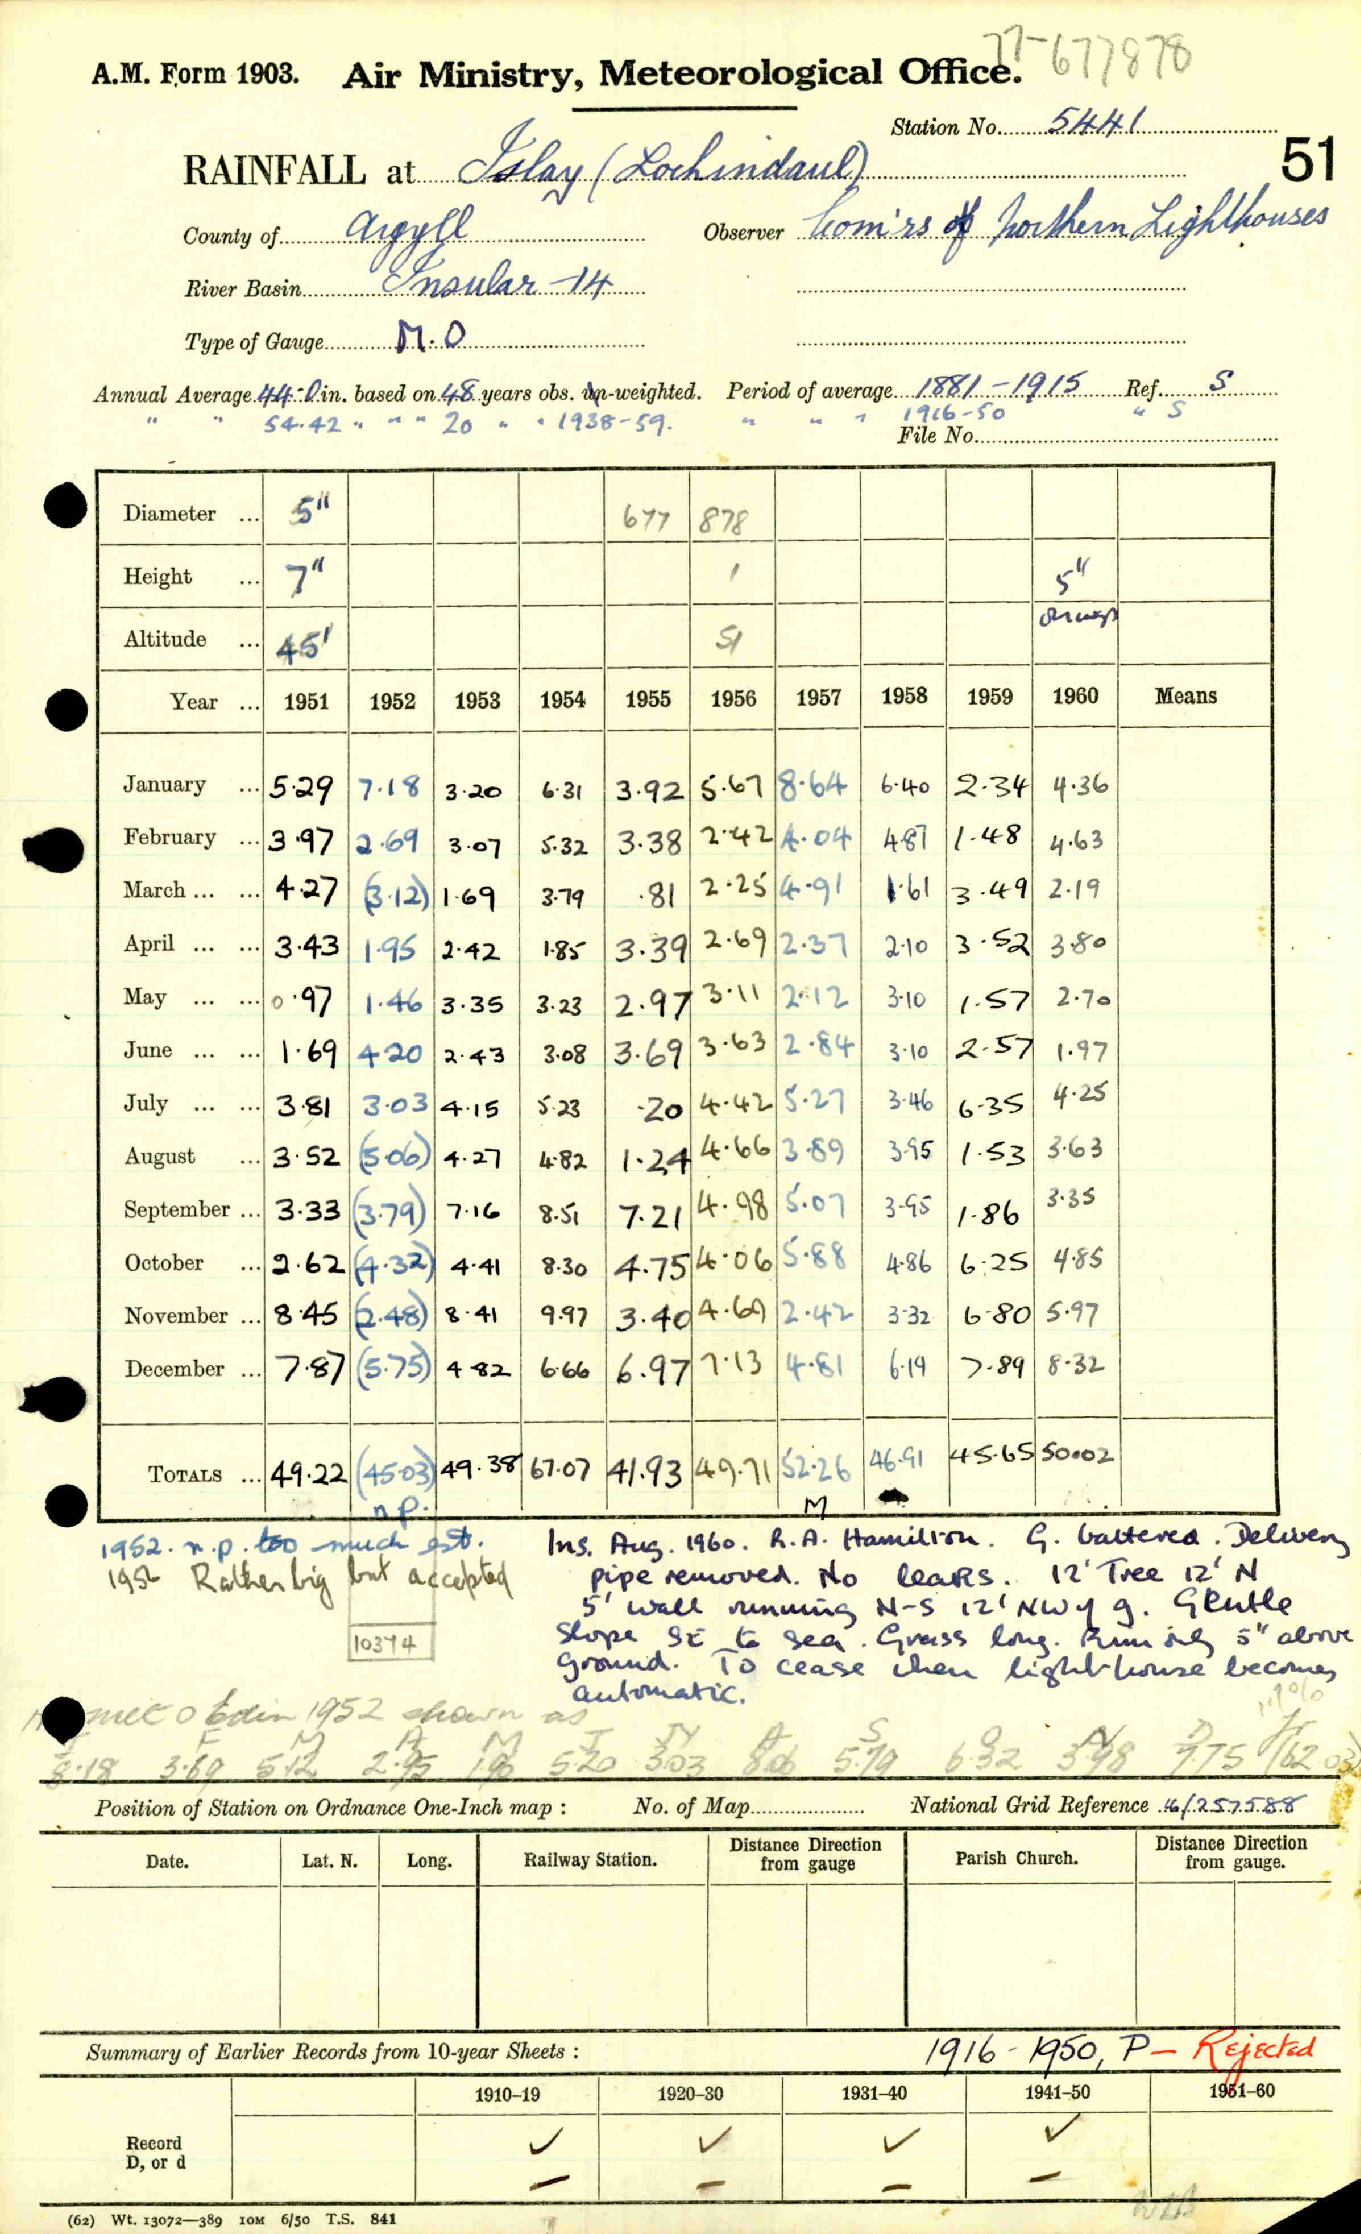 77-677878
A.M. Form 1903. Air Ministry, Meteorological Office.
Station No. 5441
51
RAINFALL at Islay (Lochindaul)
County of Argyll Observer Com'rs of Northern Lighthouses
River Basin Insular - 14
Type of Gauge M.O
Annual Average 44.0 in. based on 48 years obs. un-weighted. Period of average 1881-1915 Ref. S
" " 54.42 " " " 20 " " 1938-59. " " " 1916-50 " S
File No.
Diameter ... 5" 677 878
Height ... 7" 1 5"
Altitude ... 45' 51
Year ... 1951 1952 1953 1954 1955 1956 1957 1958 1959 1960 Means
January ... 5.29 7.18 3.20 6.31 3.92 5.67 8.64 6.40 2.34 4.36
February ... 3.97 2.69 3.07 5.32 3.38 2.42 4.04 4.87 1.48 4.63
March ... ... 4.27 (3.12) 1.69 3.79 .81 2.25 4.91 1.61 3.49 2.19
April ... ... 3.43 1.95 2.42 1.85 3.39 2.69 2.37 2.10 3.52 3.80
May ... ... 0.97 1.46 3.35 3.23 2.97 3.11 2.12 3.10 1.57 2.70
June ... ... 1.69 4.20 2.43 3.08 3.69 3.63 2.84 3.10 2.57 1.97
July ... ... 3.81 3.03 4.15 5.23 .20 4.42 5.27 3.46 6.35 4.25
August ... 3.52 (5.06) 4.27 4.82 1.24 4.66 3.89 3.95 1.53 3.63
September ... 3.33 (3.79) 7.16 8.51 7.21 4.98 5.07 3.95 1.86 3.35
October ... 2.62 (4.32) 4.41 8.30 4.75 4.06 5.88 4.86 6.25 4.85
November ... 8.45 (2.48) 8.41 9.97 3.40 4.69 2.42 3.32 6.80 5.97
December ... 7.87 (5.75) 4.82 6.66 6.97 7.13 4.81 6.19 7.89 8.32
TOTALS ... 49.22 (45.03) 49.38 67.07 41.93 49.71 52.26 46.91 45.65 50.02
n.p. M
1952. n.p. too much est.
1956 Rather big but accepted
10374
Ins. Aug. 1960. R.A. Hamilton. G. battered. Delivery
pipe removed. No leaks. 12' Tree 12' N
5' wall running N-S 12' NW of g. Gentle
Slope SE to sea. Grass long. Rim only 5" above
ground. To cease when lighthouse becomes
automatic.
met o Edin 1952 shown as
J F M A M J JY A S O N D
8.18 3.69 5.12 2.95 1.96 5.20 3.03 8.06 5.79 6.32 3.98 7.75 (62.03)
Position of Station on Ordnance One-Inch map : No. of Map National Grid Reference 16/257588
Date. Lat. N. Long. Railway Station. Distance Direction from gauge Parish Church. Distance Direction from gauge.
Summary of Earlier Records from 10-year Sheets : 1916-1950, P - Rejected
1910-19 1920-30 1931-40 1941-50 1951-60
Record ✓ ✓ ✓ ✓
D, or d – – – –
(62) Wt. 13072—389 10M 6/50 T.S. 841